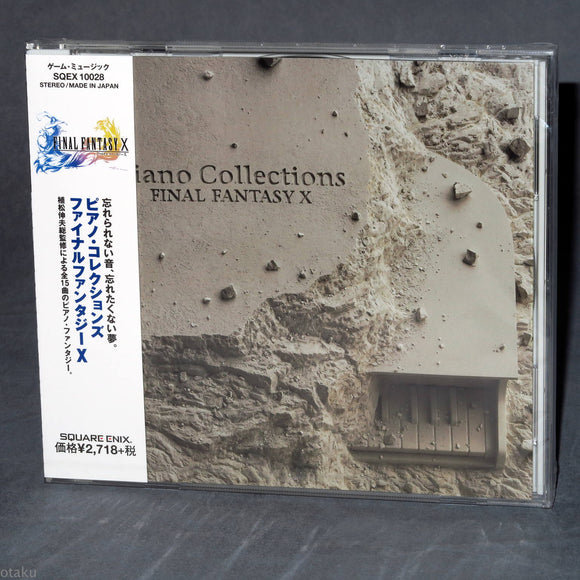 ゲーム・ミュージック
SQEX 10028
STEREO/MADE IN JAPAN
FINAL FANTASY X
忘れられない音、忘れたくない夢。
ピアノ・コレクションズ
ファイナルファンタジーX
植松伸夫総監修による全15曲のピアノ・ファンタジー。
SQUARE ENIX.
価格¥2,718+税
iano Collections
FINAL FANTASY X
otaku